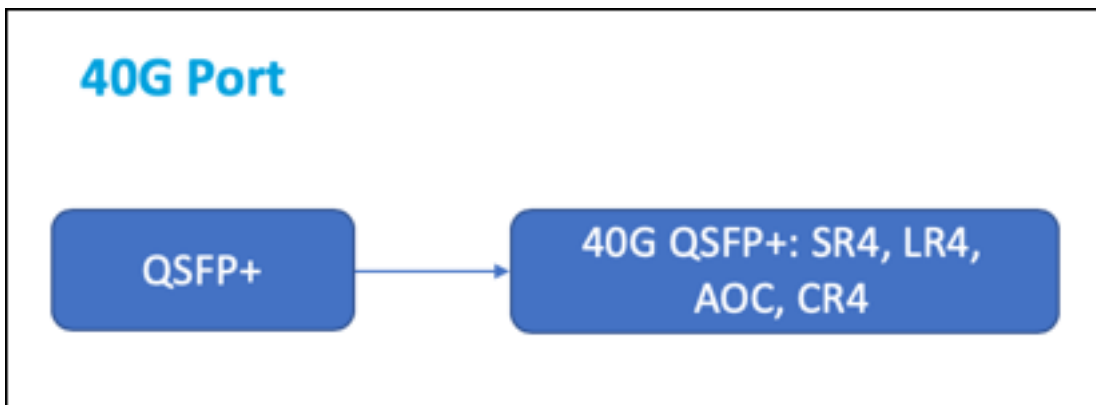 40G Port
QSFP+
40G QSFP+: SR4, LR4,
AOC, CR4